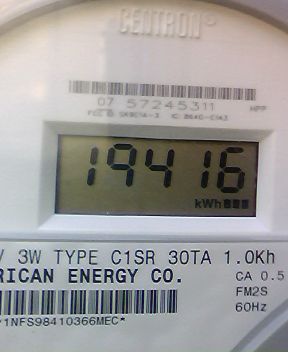 CENTRON®
07 57245311 HPP
19416
kWh
V 3W TYPE C1SR 30TA 1.0Kh
RICAN ENERGY CO. CA 0.5
FM2S
60Hz
*1NFS98410366MEC*